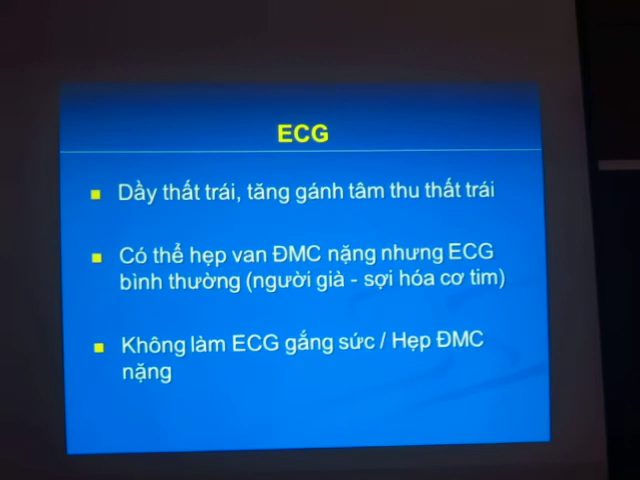 ECG
Dầy thất trái, tăng gánh tâm thu thất trái
Có thể hẹp van ĐMC nặng nhưng ECG
bình thường (người già - sợi hóa cơ tim)
Không làm ECG gắng sức / Hẹp ĐMC
nặng